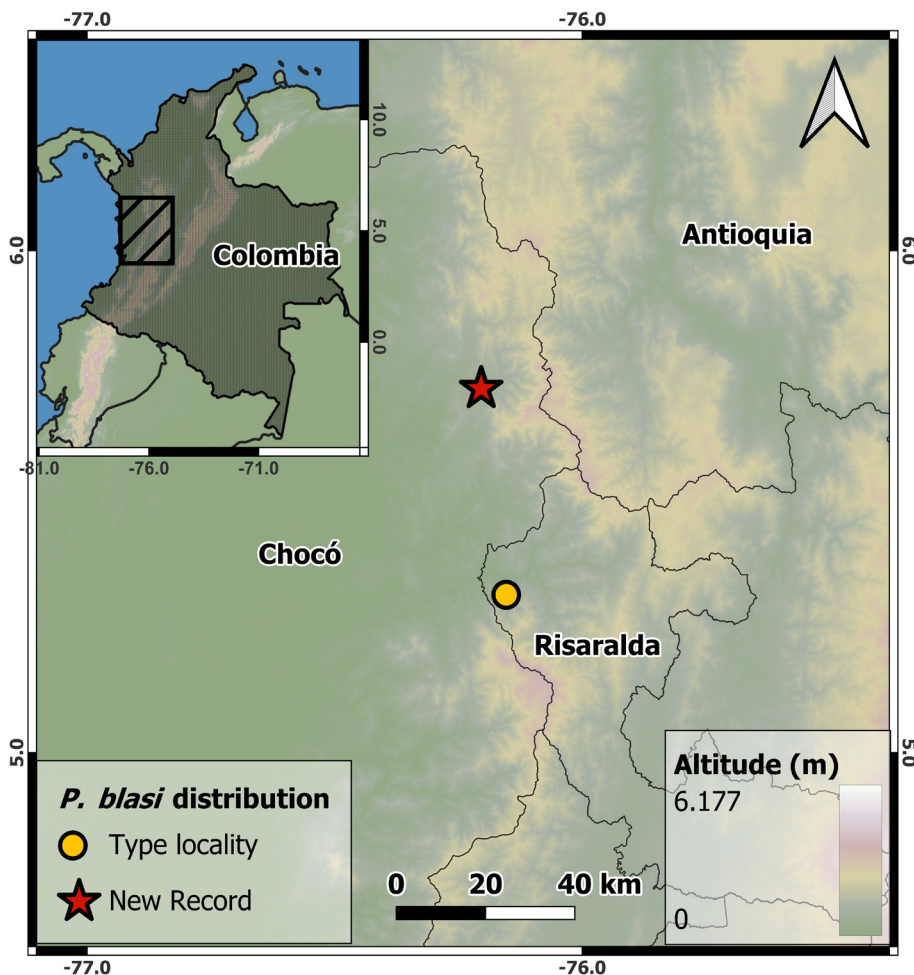 -77.0
-76.0
10.0
5.0
0.0
Colombia
-81.0
-76.0
-71.0
Antioquia
6.0
6.0
Chocó
Risaralda
5.0
5.0
P. blasi distribution
Type locality
New Record
0
20
40 km
Altitude (m)
6.177
0
-77.0
-76.0